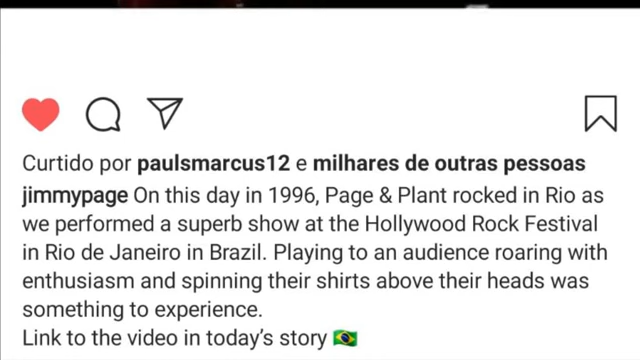 Curtido por paulsmarcus12 e milhares de outras pessoas
jimmypage On this day in 1996, Page & Plant rocked in Rio as
we performed a superb show at the Hollywood Rock Festival
in Rio de Janeiro in Brazil. Playing to an audience roaring with
enthusiasm and spinning their shirts above their heads was
something to experience.
Link to the video in today’s story 🇧🇷